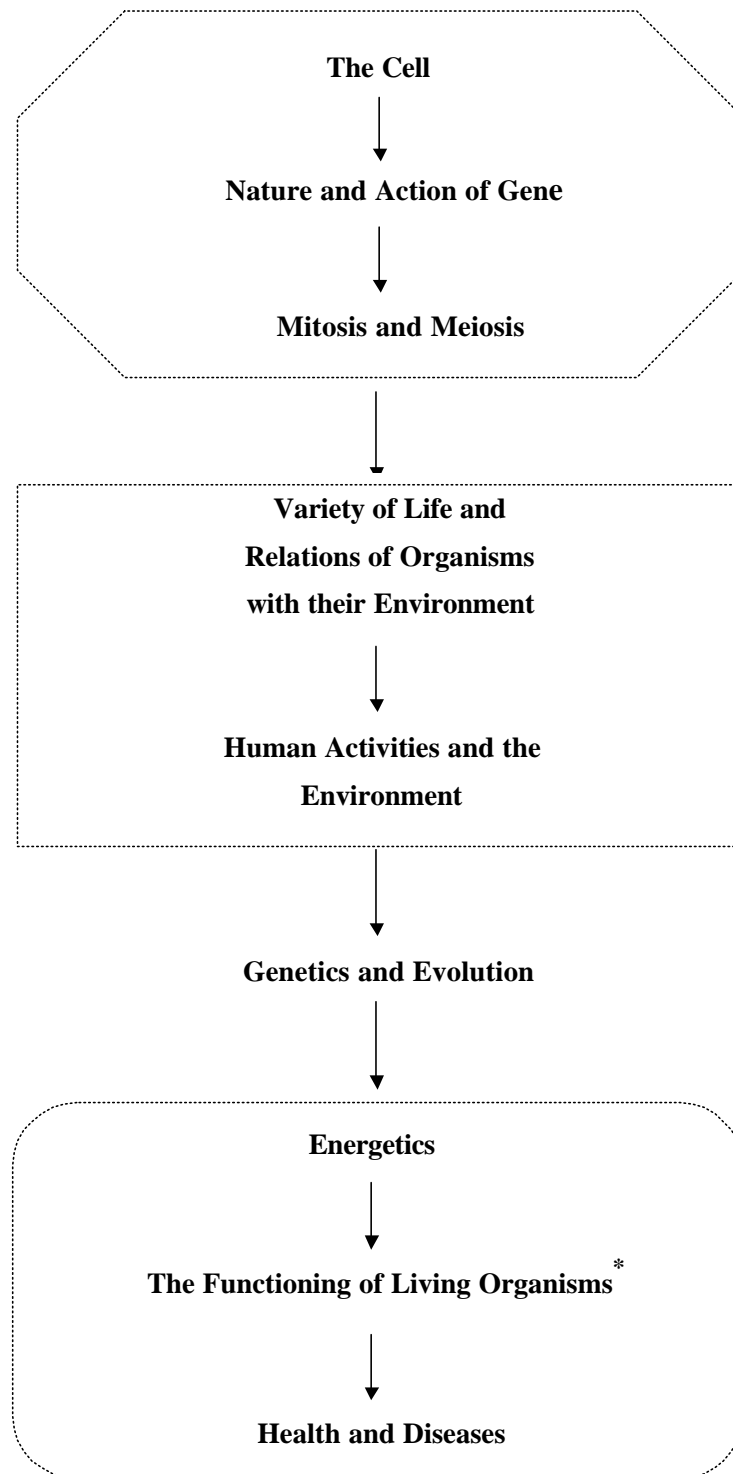 The Cell
Nature and Action of Gene
Mitosis and Meiosis
Variety of Life and
Relations of Organisms
with their Environment
Human Activities and the
Environment
Genetics and Evolution
Energetics
The Functioning of Living Organisms*
Health and Diseases